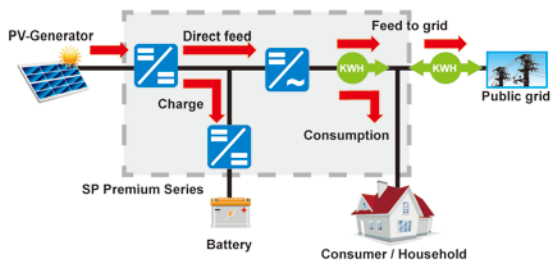 Feed to grid
PV-Generator
Direct feed
KWH
KWH
Public grid
Charge
Consumption
SP Premium Series
Battery
Consumer / Household